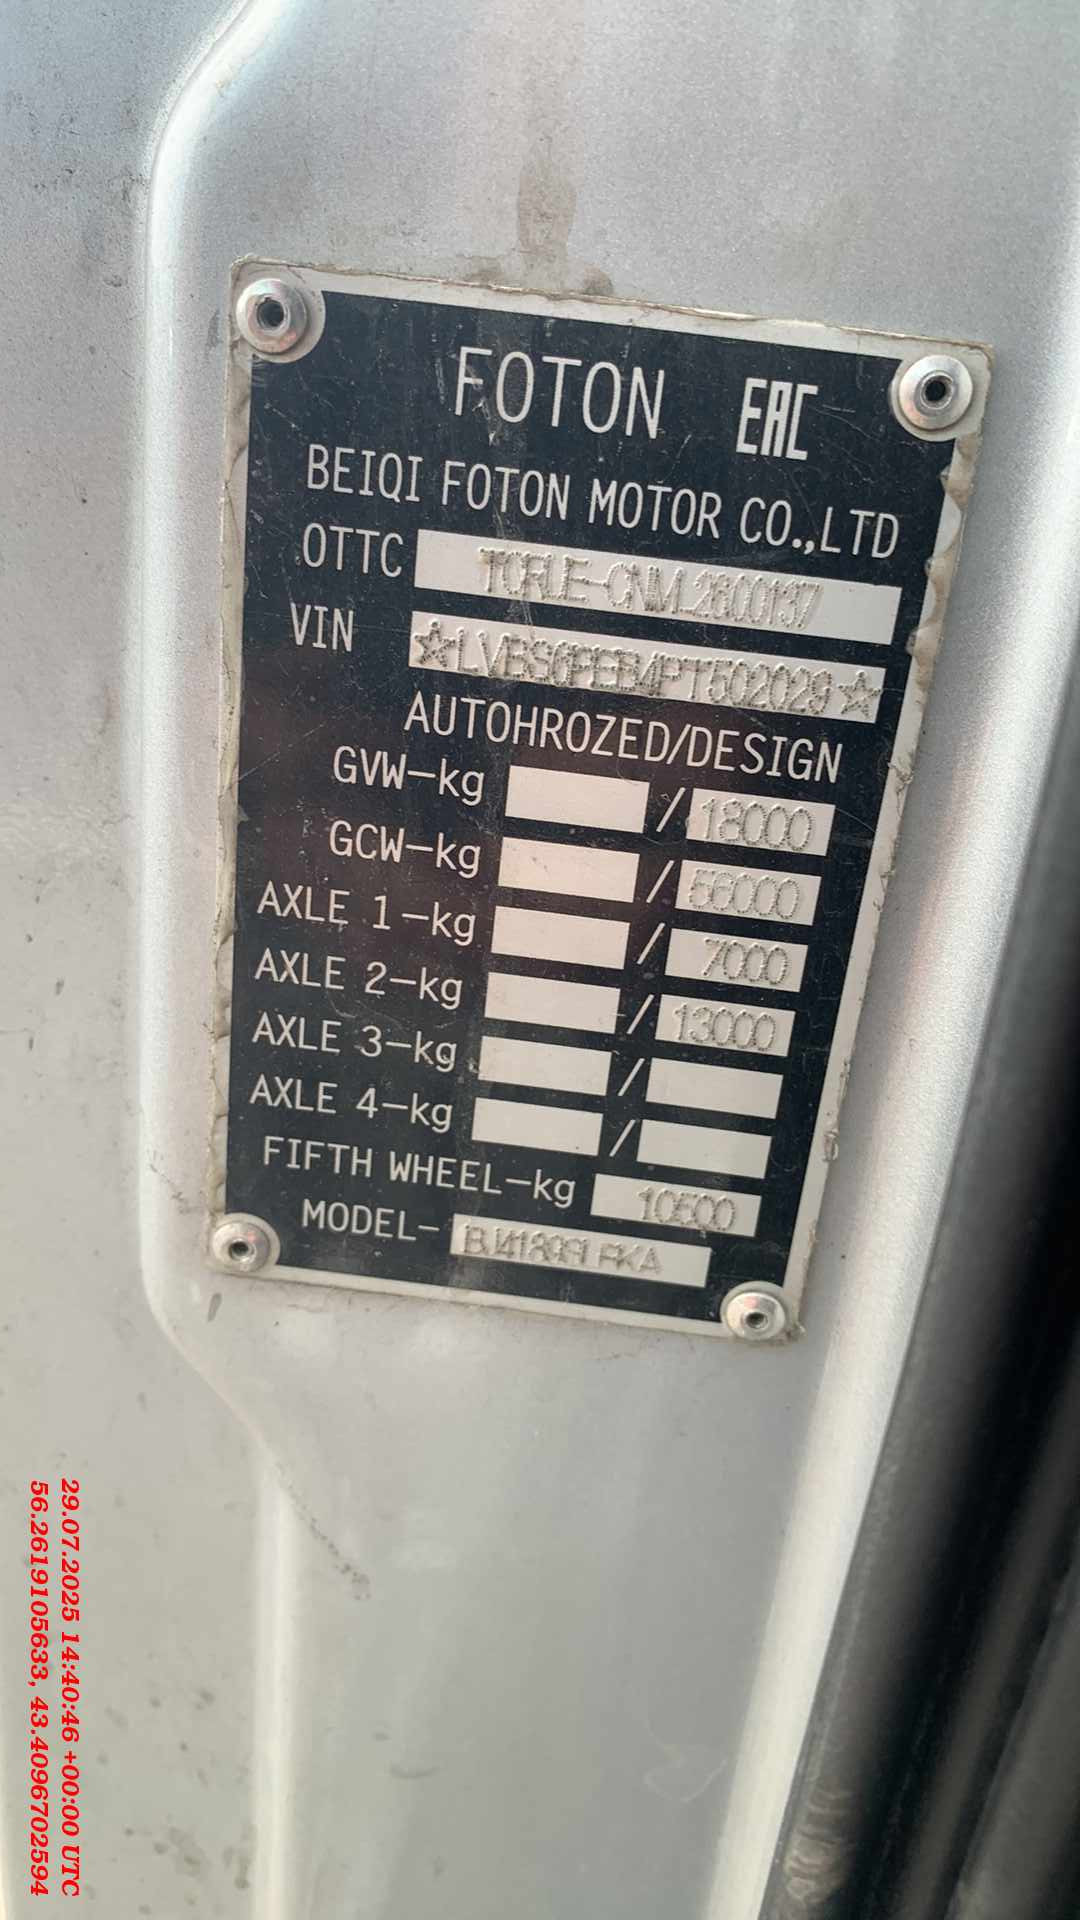 FOTON EAC
BEIQI FOTON MOTOR CO.,LTD
OTTC
VIN ☆LVBS6PEB4PT502029☆
AUTOHROZED/DESIGN
GVW-kg / 18000
GCW-kg / 56000
AXLE 1-kg / 7000
AXLE 2-kg / 13000
AXLE 3-kg /
AXLE 4-kg /
FIFTH WHEEL-kg 10500
MODEL-
29.07.2025 14:40:46 +00:00 UTC
56.2619105633, 43.4096702594